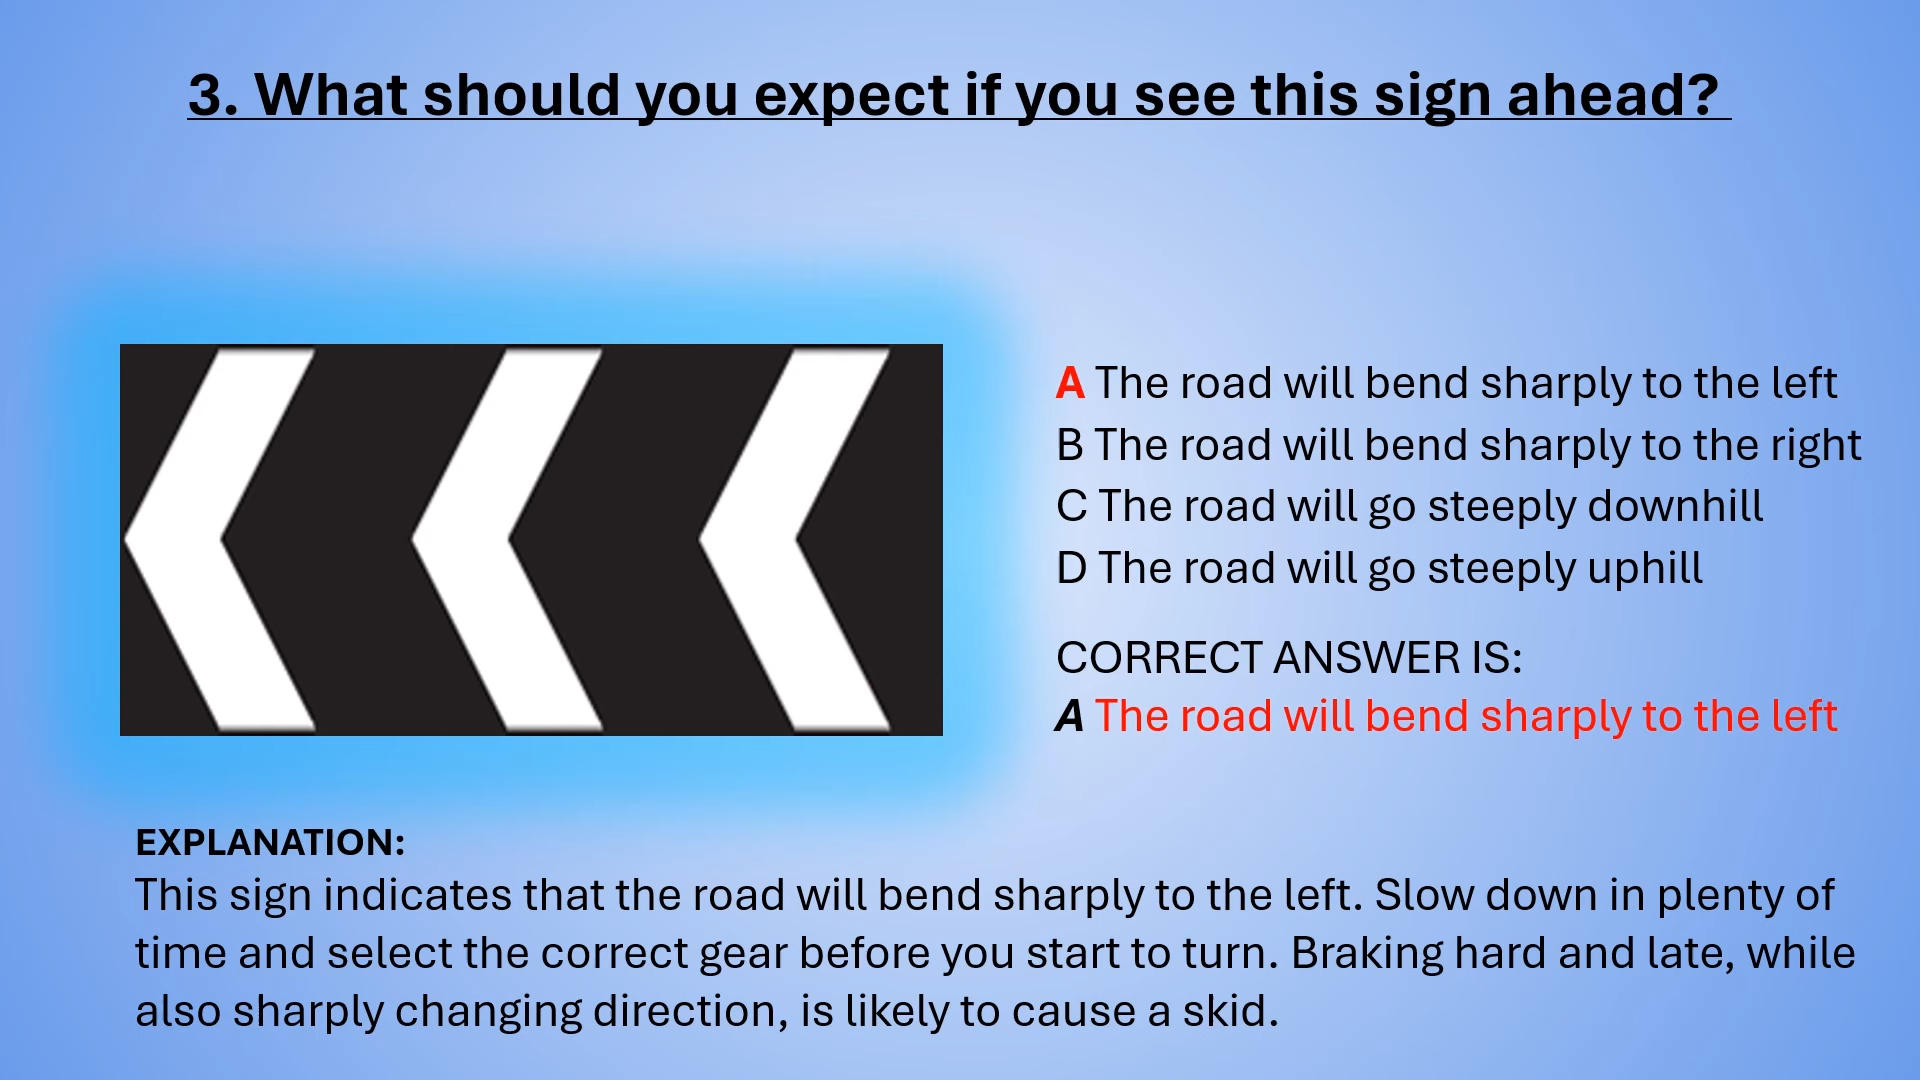 3. What should you expect if you see this sign ahead?
A The road will bend sharply to the left
B The road will bend sharply to the right
C The road will go steeply downhill
D The road will go steeply uphill
CORRECT ANSWER IS:
A The road will bend sharply to the left
EXPLANATION:
This sign indicates that the road will bend sharply to the left. Slow down in plenty of
time and select the correct gear before you start to turn. Braking hard and late, while
also sharply changing direction, is likely to cause a skid.